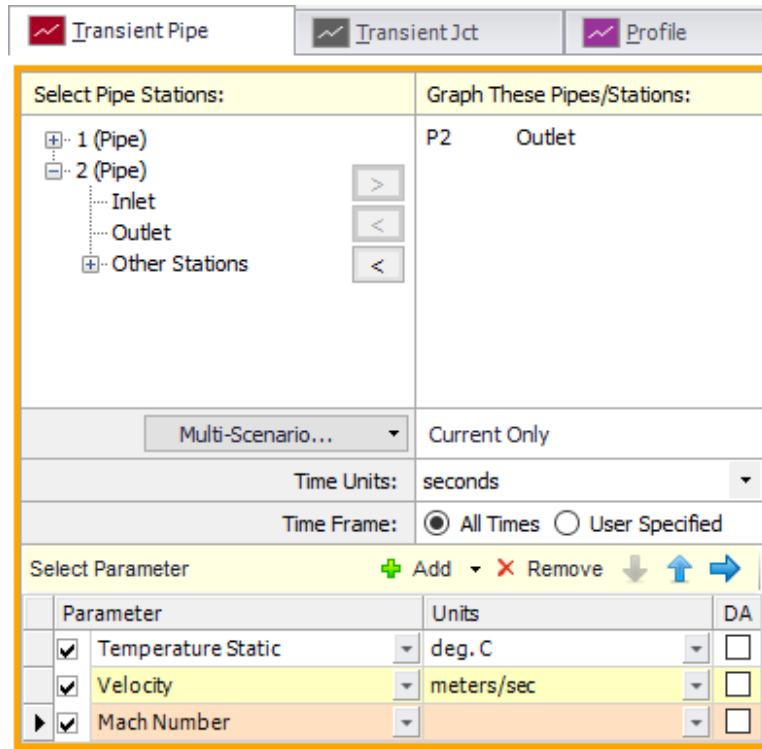 Transient Pipe Transient Jct Profile
Select Pipe Stations: Graph These Pipes/Stations:
1 (Pipe) P2 Outlet
2 (Pipe)
>
Inlet
<
Outlet
Other Stations <
Multi-Scenario... Current Only
Time Units: seconds
Time Frame: All Times User Specified
Select Parameter Add Remove
Parameter Units DA
Temperature Static deg. C
Velocity meters/sec
Mach Number